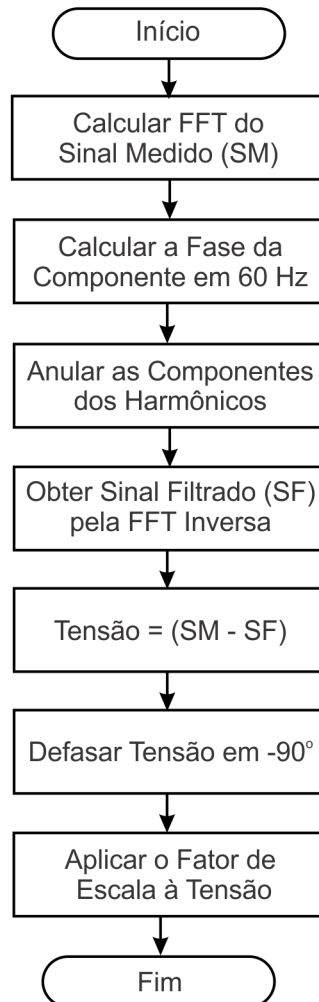 Início
Calcular FFT do
Sinal Medido (SM)
Calcular a Fase da
Componente em 60 Hz
Anular as Componentes
dos Harmônicos
Obter Sinal Filtrado (SF)
pela FFT Inversa
Tensão = (SM - SF)
Defasar Tensão em -90°
Aplicar o Fator de
Escala à Tensão
Fim